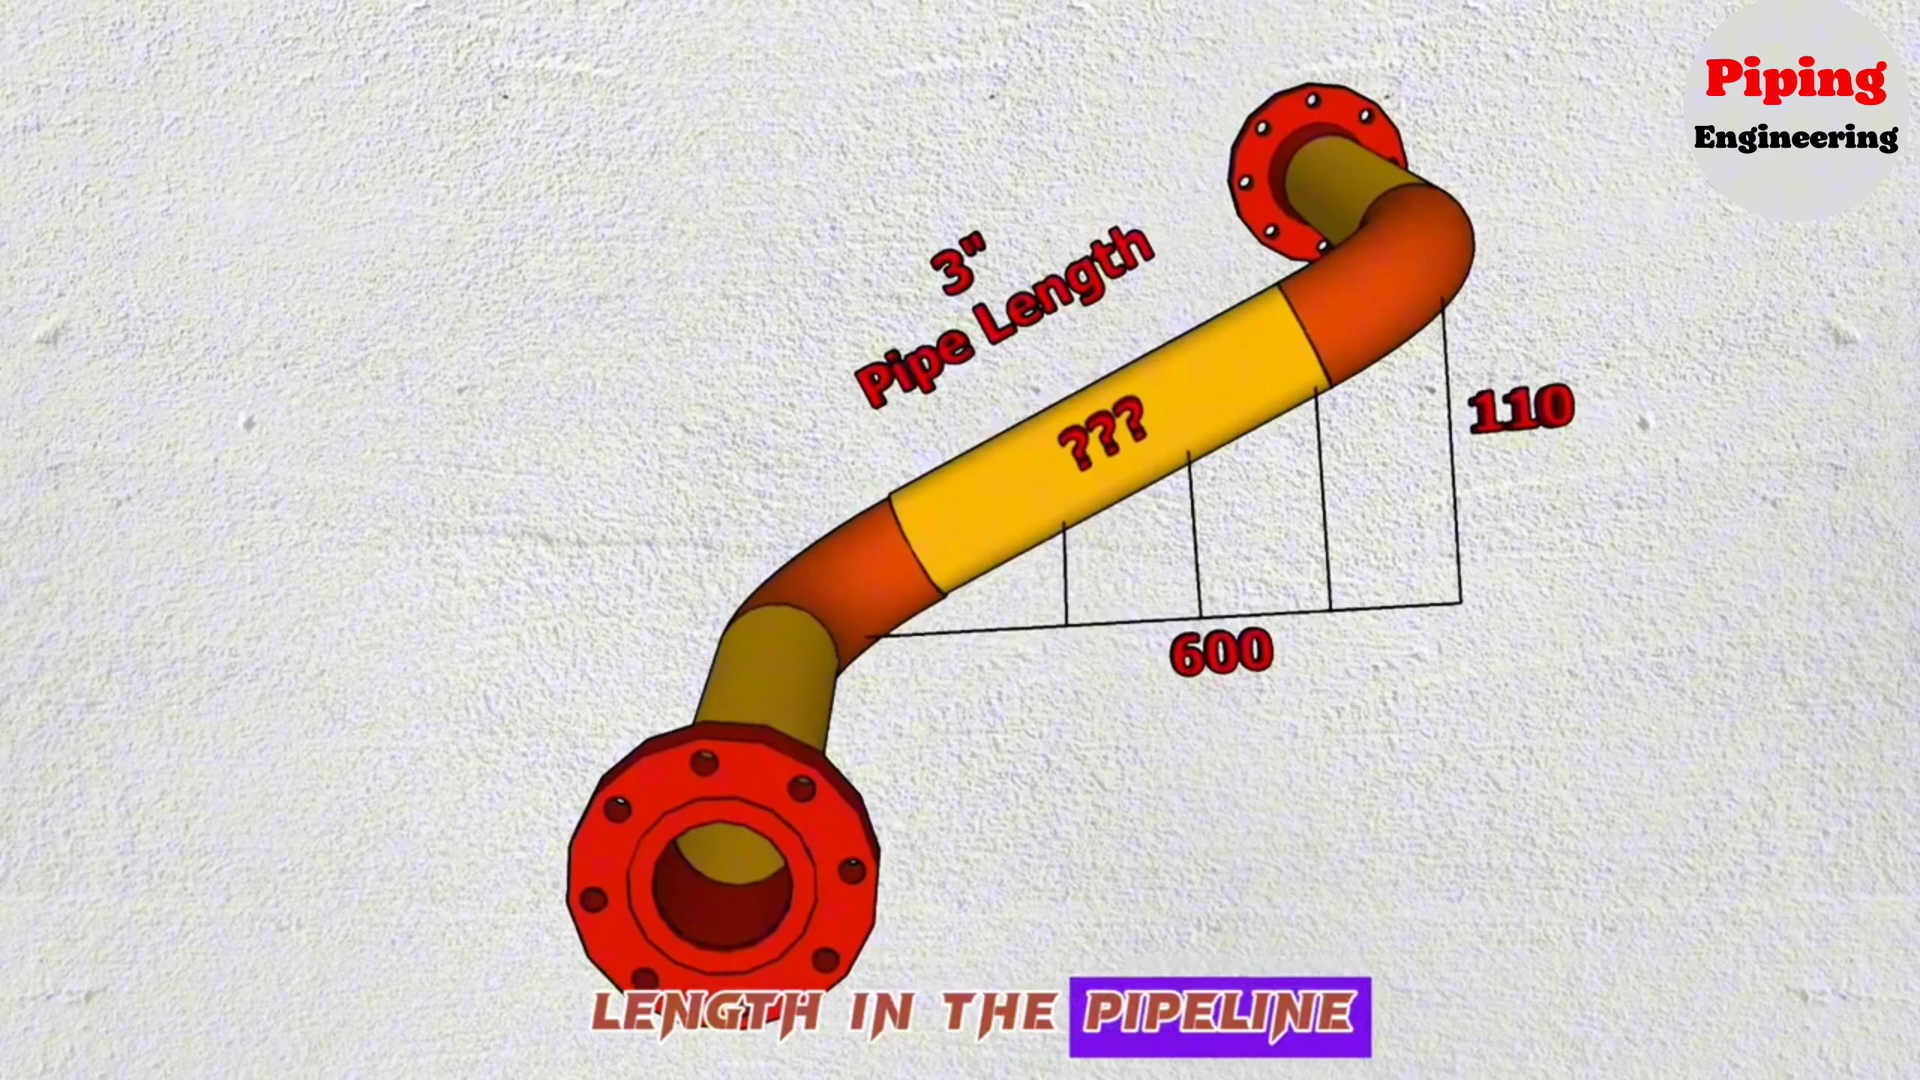 Piping
Engineering
3"
Pipe Length
???
110
600
LENGTH IN THE PIPELINE